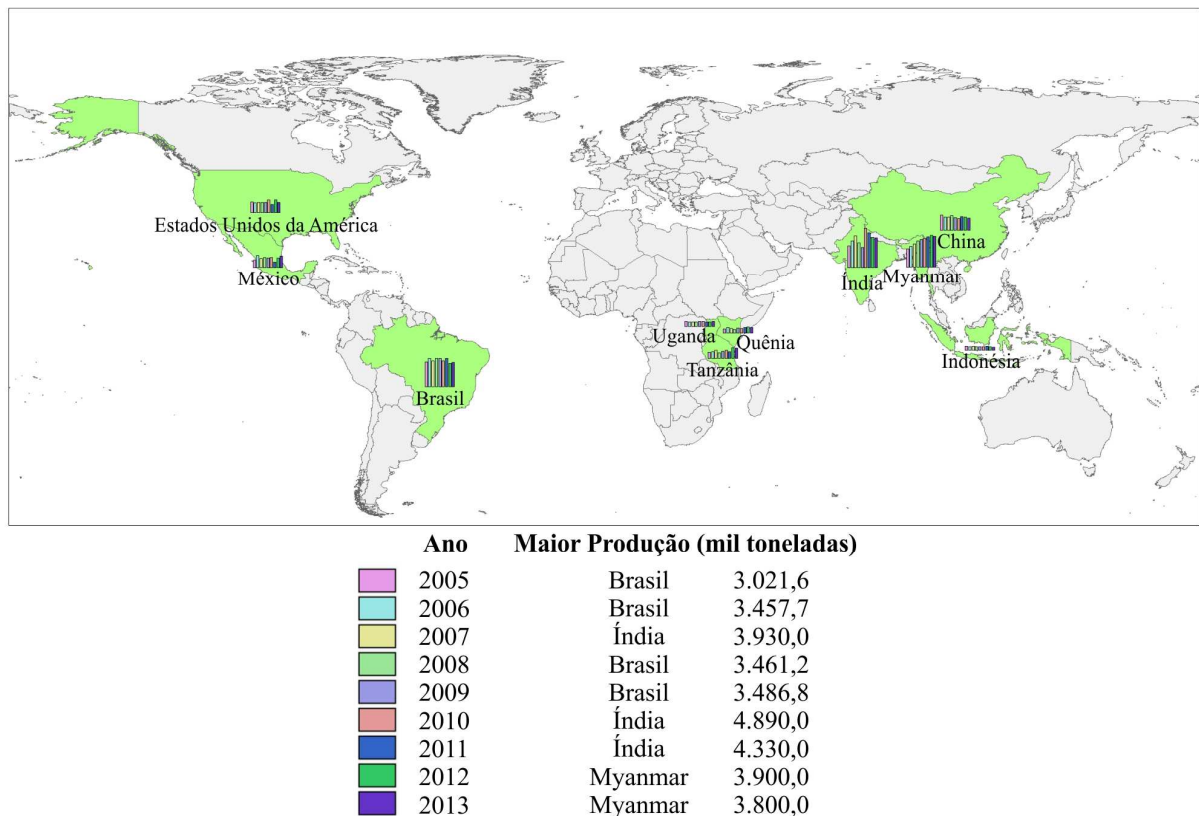 Estados Unidos da América
México
China
Índia
Myanmar
Uganda
Quênia
Indonésia
Tanzânia
Brasil
Ano Maior Produção (mil toneladas)
2005 Brasil 3.021,6
2006 Brasil 3.457,7
2007 Índia 3.930,0
2008 Brasil 3.461,2
2009 Brasil 3.486,8
2010 Índia 4.890,0
2011 Índia 4.330,0
2012 Myanmar 3.900,0
2013 Myanmar 3.800,0